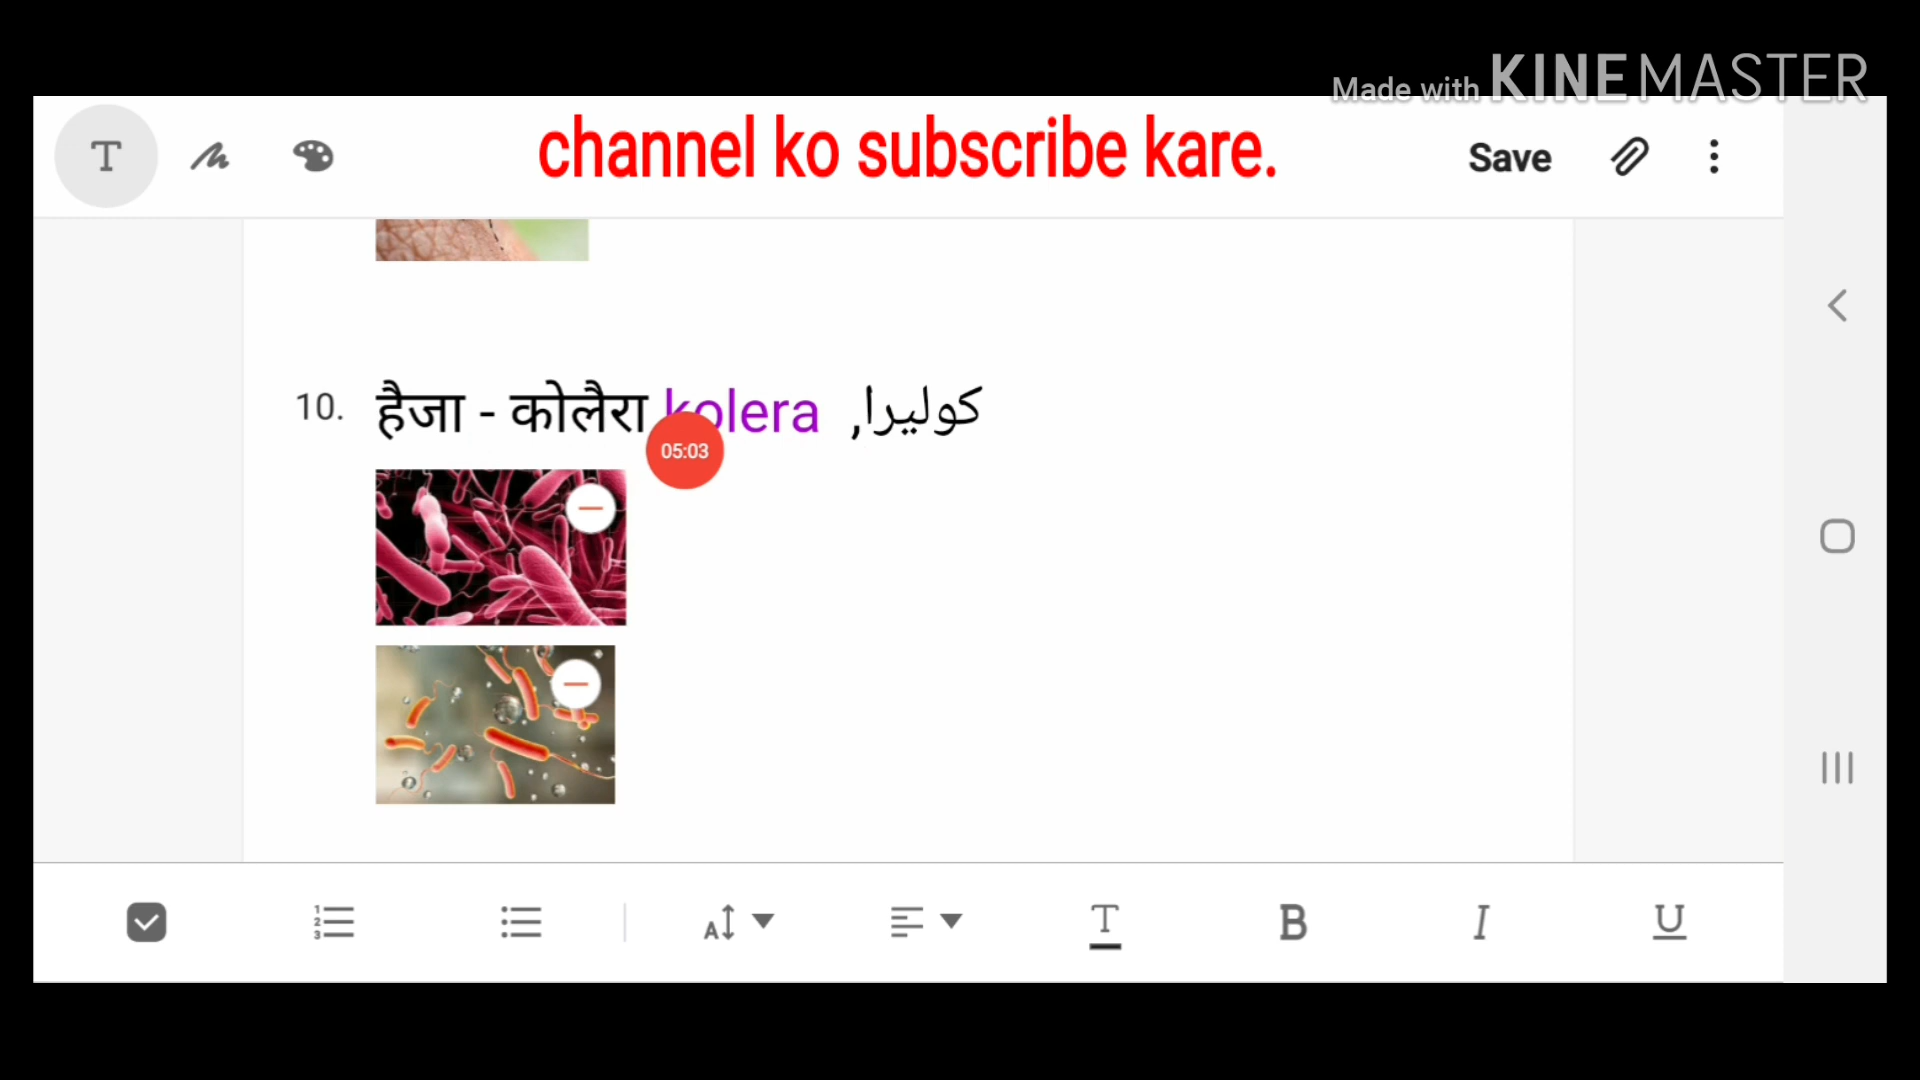 Made with KINEMASTER
channel ko subscribe kare.
Save
10. हैजा - कोलैरा kolera ,كوليرا
05:03